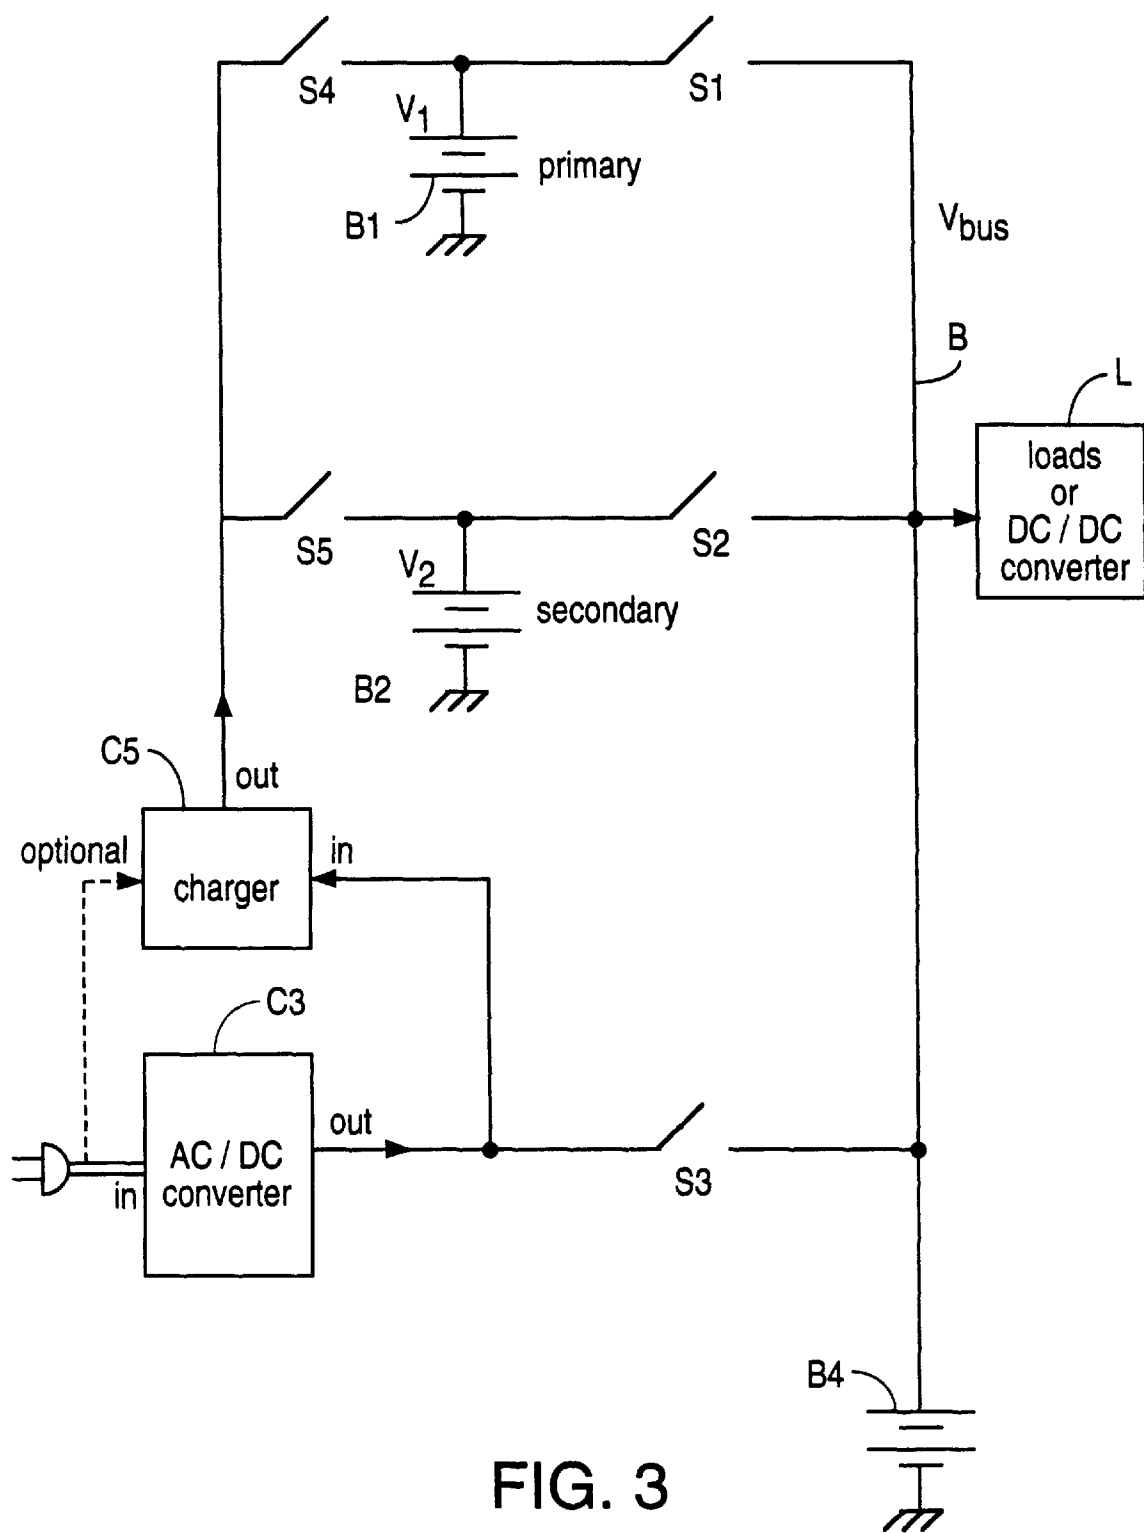 S4
S1
V1
primary
B1
Vbus
B
L
loads
or
DC / DC
converter
S5
S2
V2
secondary
B2
C5
out
optional
in
charger
C3
out
AC / DC
converter
in
S3
B4
FIG. 3